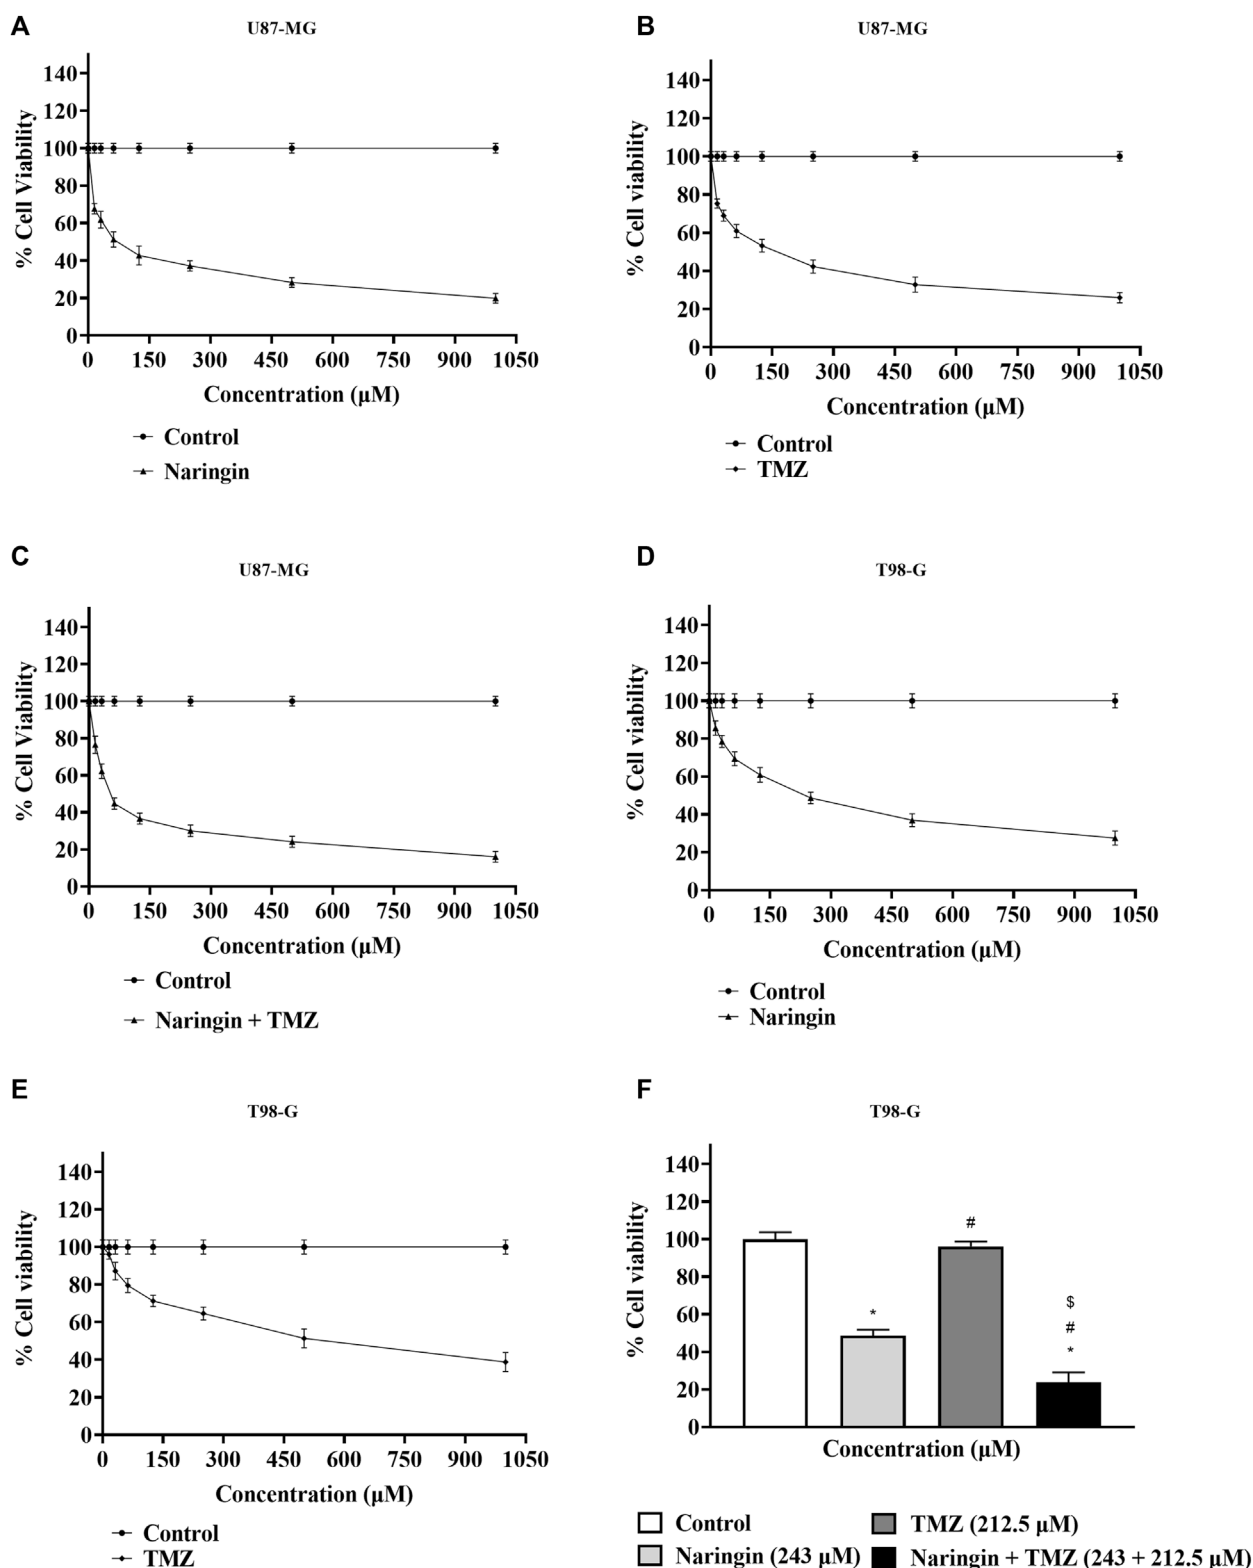 A
U87-MG
% Cell Viability
140
120
100
80
60
40
20
0
0 150 300 450 600 750 900 1050
Concentration (μM)
Control
Naringin
B
U87-MG
% Cell viability
140
120
100
80
60
40
20
0
0 150 300 450 600 750 900 1050
Concentration (μM)
Control
TMZ
C
U87-MG
% Cell Viability
140
120
100
80
60
40
20
0
0 150 300 450 600 750 900 1050
Concentration (μM)
Control
Naringin + TMZ
D
T98-G
% Cell viability
140
120
100
80
60
40
20
0
0 150 300 450 600 750 900 1050
Concentration (μM)
Control
Naringin
E
T98-G
% Cell viability
140
120
100
80
60
40
20
0
0 150 300 450 600 750 900 1050
Concentration (μM)
Control
TMZ
F
T98-G
% Cell viability
140
120
100
80
60
40
20
0
*
#
$
#
*
Concentration (μM)
Control
TMZ (212.5 μM)
Naringin (243 μM)
Naringin + TMZ (243 + 212.5 μM)